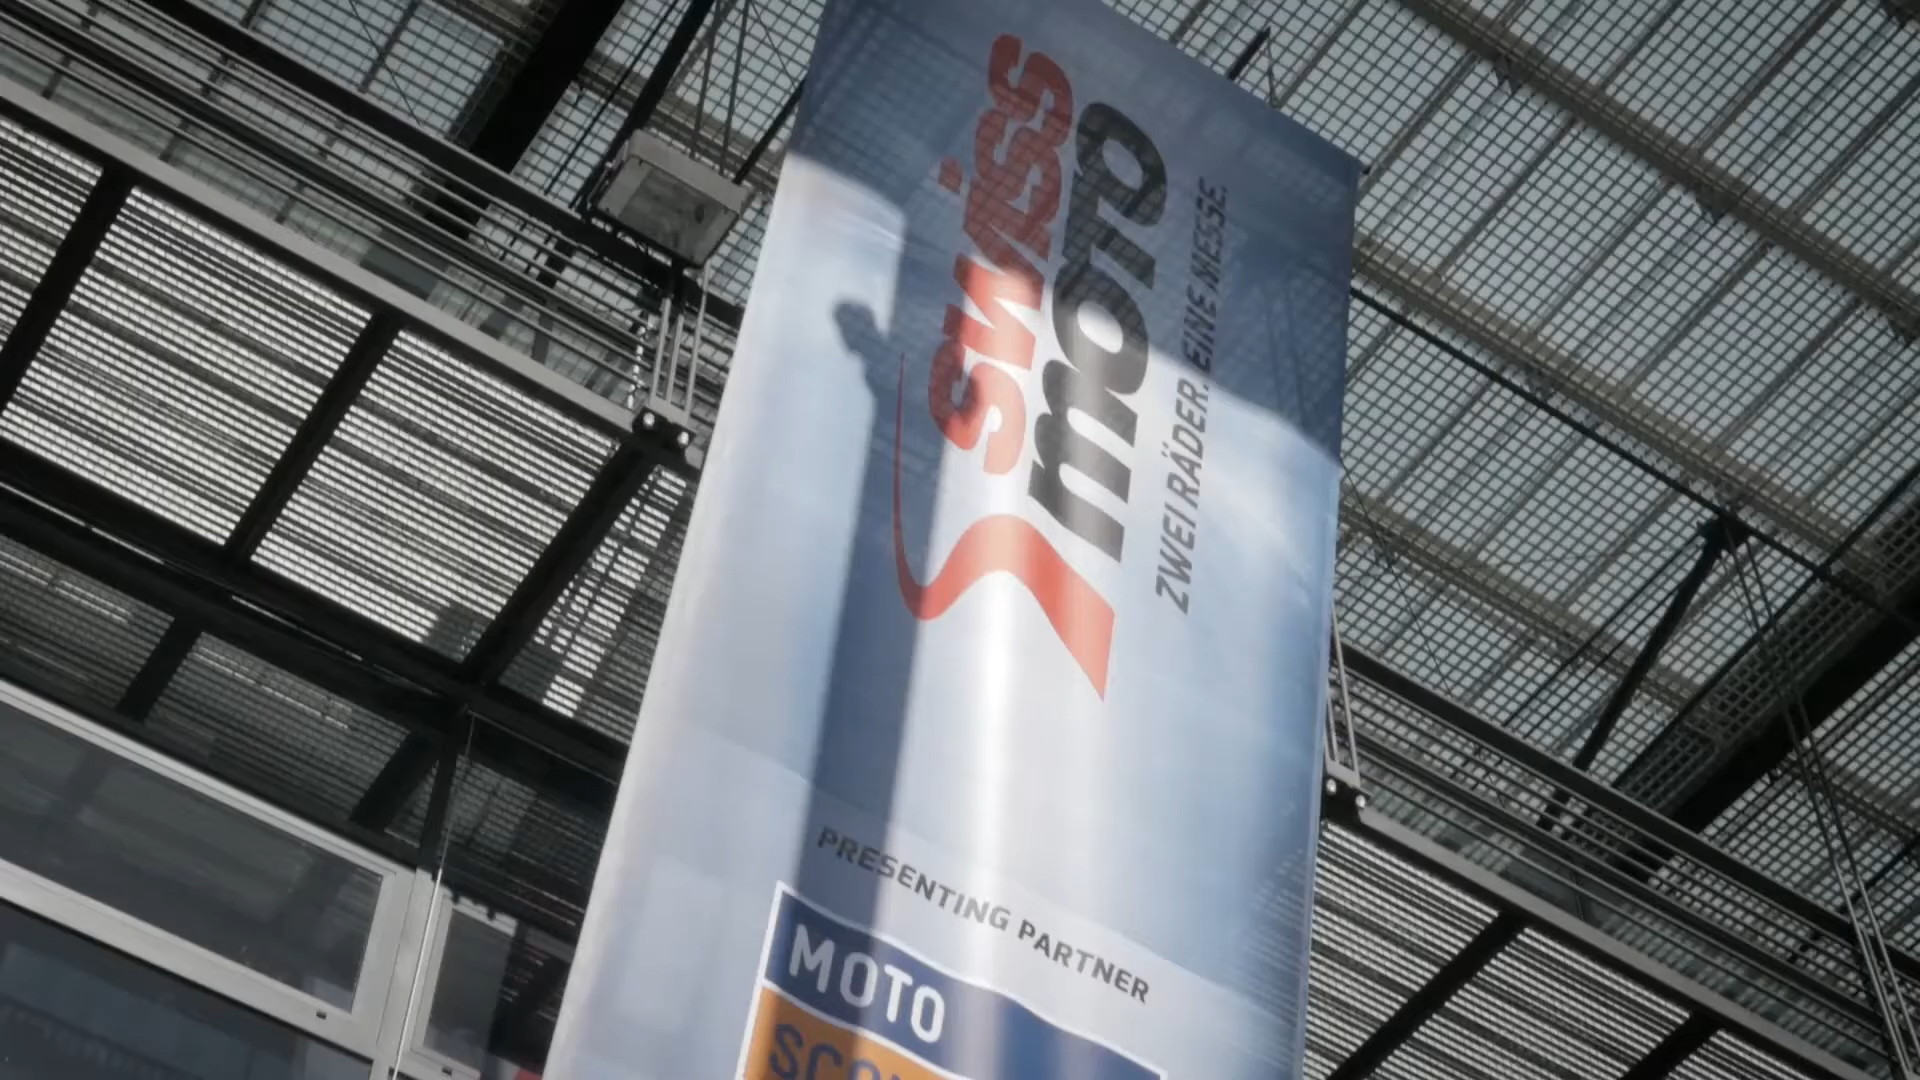 swiss
moto
ZWEI RÄDER. EINE MESSE.
PRESENTING PARTNER
MOTO